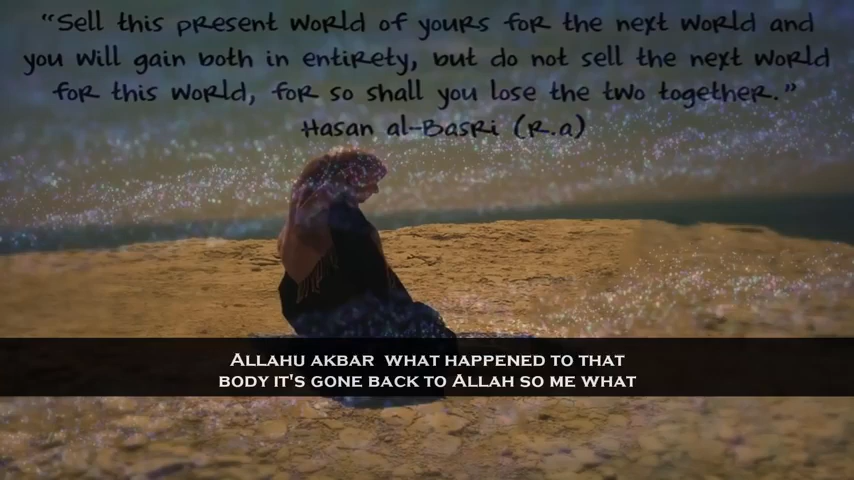 “Sell this present world of yours for the next world and
you will gain both in entirety, but do not sell the next world
for this world, for so shall you lose the two together.”
Hasan al-Basri (r.a)
Allahu akbar what happened to that
body it's gone back to Allah so me what